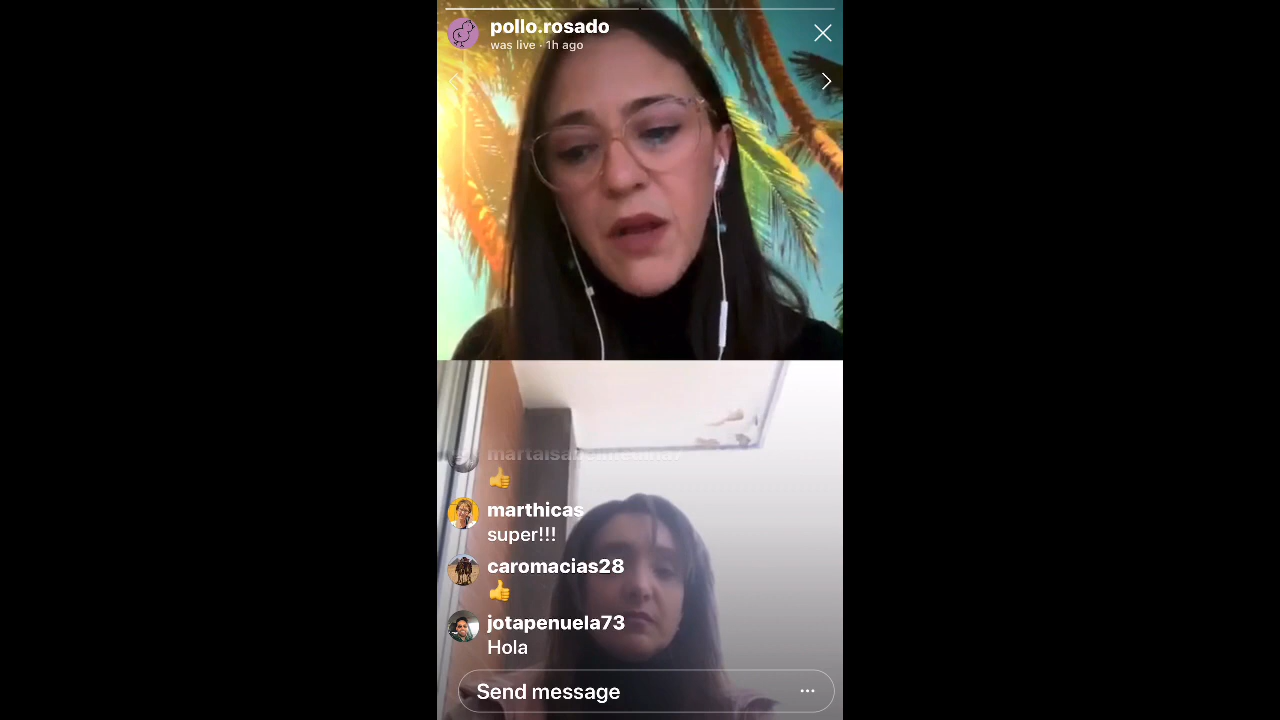 pollo.rosado
was live · 1h ago
marthicas
super!!!
caromacias28
jotapenuela73
Hola
Send message